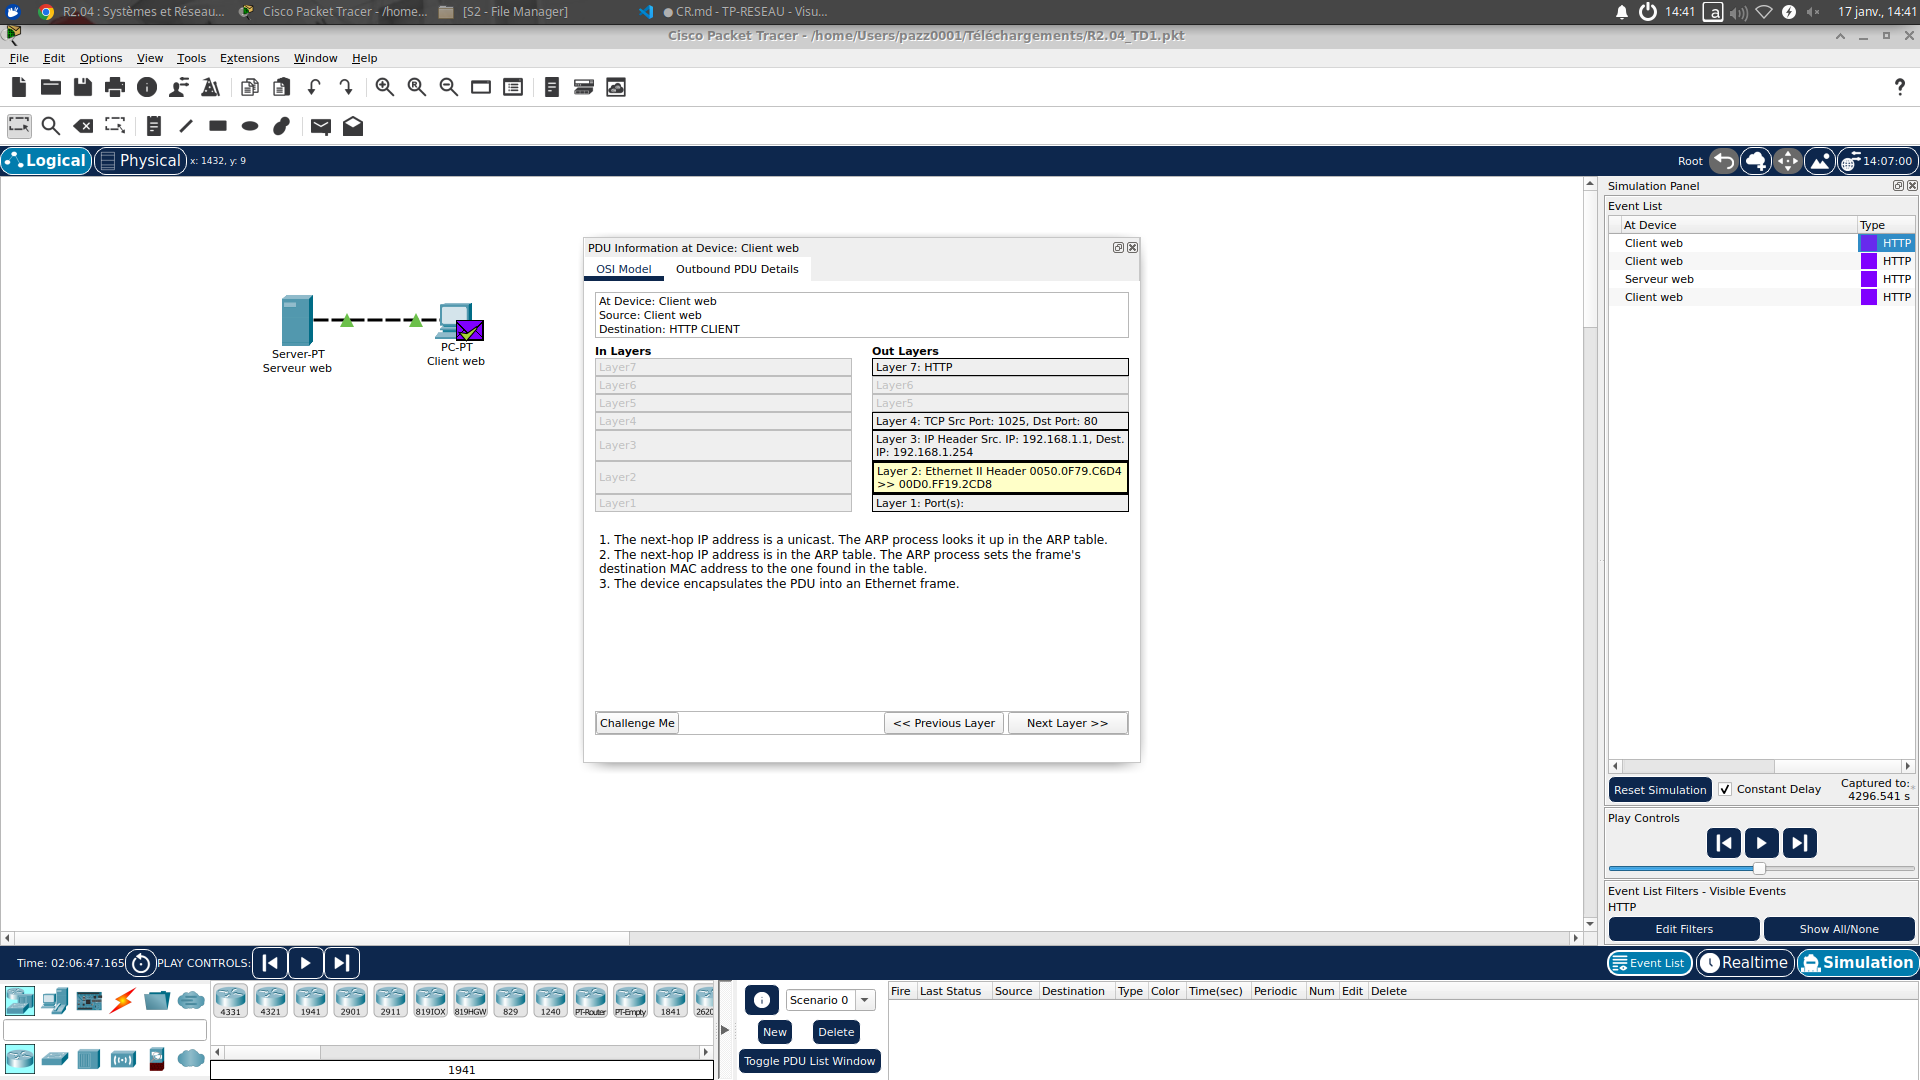 R2.04 : Systèmes et Réseau...
Cisco Packet Tracer - /home...
[S2 - File Manager]
● CR.md - TP-RESEAU - Visu...
14:41
a
17 janv., 14:41
Cisco Packet Tracer - /home/Users/pazz0001/Téléchargements/R2.04_TD1.pkt
File Edit Options View Tools Extensions Window Help
?
Logical
Physical
x: 1432, y: 9
Root
14:07:00
Simulation Panel
Event List
At Device Type
Client web HTTP
Client web HTTP
Serveur web HTTP
Client web HTTP
Server-PT
Serveur web
PC-PT
Client web
PDU Information at Device: Client web
OSI Model Outbound PDU Details
At Device: Client web
Source: Client web
Destination: HTTP CLIENT
In Layers
Layer7
Layer6
Layer5
Layer4
Layer3
Layer2
Layer1
Out Layers
Layer 7: HTTP
Layer6
Layer5
Layer 4: TCP Src Port: 1025, Dst Port: 80
Layer 3: IP Header Src. IP: 192.168.1.1, Dest.
IP: 192.168.1.254
Layer 2: Ethernet II Header 0050.0F79.C6D4
>> 00D0.FF19.2CD8
Layer 1: Port(s):
1. The next-hop IP address is a unicast. The ARP process looks it up in the ARP table.
2. The next-hop IP address is in the ARP table. The ARP process sets the frame's
destination MAC address to the one found in the table.
3. The device encapsulates the PDU into an Ethernet frame.
Challenge Me
<< Previous Layer
Next Layer >>
Reset Simulation
Constant Delay
Captured to:
4296.541 s
Play Controls
Event List Filters - Visible Events
HTTP
Edit Filters
Show All/None
Time: 02:06:47.165
PLAY CONTROLS:
Event List
Realtime
Simulation
4331 4321 1941 2901 2911 819IOX 819HGW 829 1240 PT-Router PT-Empty 1841 2620
1941
Scenario 0
New
Delete
Toggle PDU List Window
Fire Last Status Source Destination Type Color Time(sec) Periodic Num Edit Delete